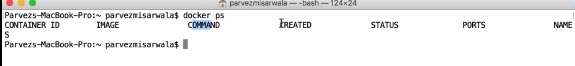 parvezmisarwala — -bash — 124×24
Parvezs-MacBook-Pro:~ parvezmisarwala$ docker ps
CONTAINER ID IMAGE COMMAND CREATED STATUS PORTS NAME
S
Parvezs-MacBook-Pro:~ parvezmisarwala$